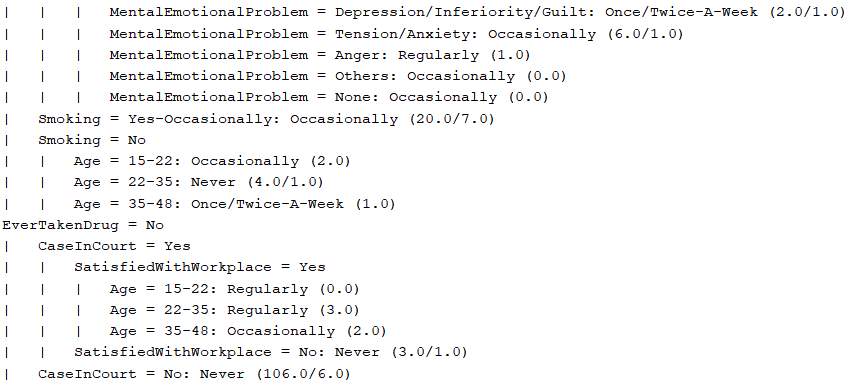 |   |   |   MentalEmotionalProblem = Depression/Inferiority/Guilt: Once/Twice-A-Week (2.0/1.0)
|   |   |   MentalEmotionalProblem = Tension/Anxiety: Occasionally (6.0/1.0)
|   |   |   MentalEmotionalProblem = Anger: Regularly (1.0)
|   |   |   MentalEmotionalProblem = Others: Occasionally (0.0)
|   |   |   MentalEmotionalProblem = None: Occasionally (0.0)
|   Smoking = Yes-Occasionally: Occasionally (20.0/7.0)
|   Smoking = No
|   |   Age = 15-22: Occasionally (2.0)
|   |   Age = 22-35: Never (4.0/1.0)
|   |   Age = 35-48: Once/Twice-A-Week (1.0)
EverTakenDrug = No
|   CaseInCourt = Yes
|   |   SatisfiedWithWorkplace = Yes
|   |   |   Age = 15-22: Regularly (0.0)
|   |   |   Age = 22-35: Regularly (3.0)
|   |   |   Age = 35-48: Occasionally (2.0)
|   |   SatisfiedWithWorkplace = No: Never (3.0/1.0)
|   CaseInCourt = No: Never (106.0/6.0)